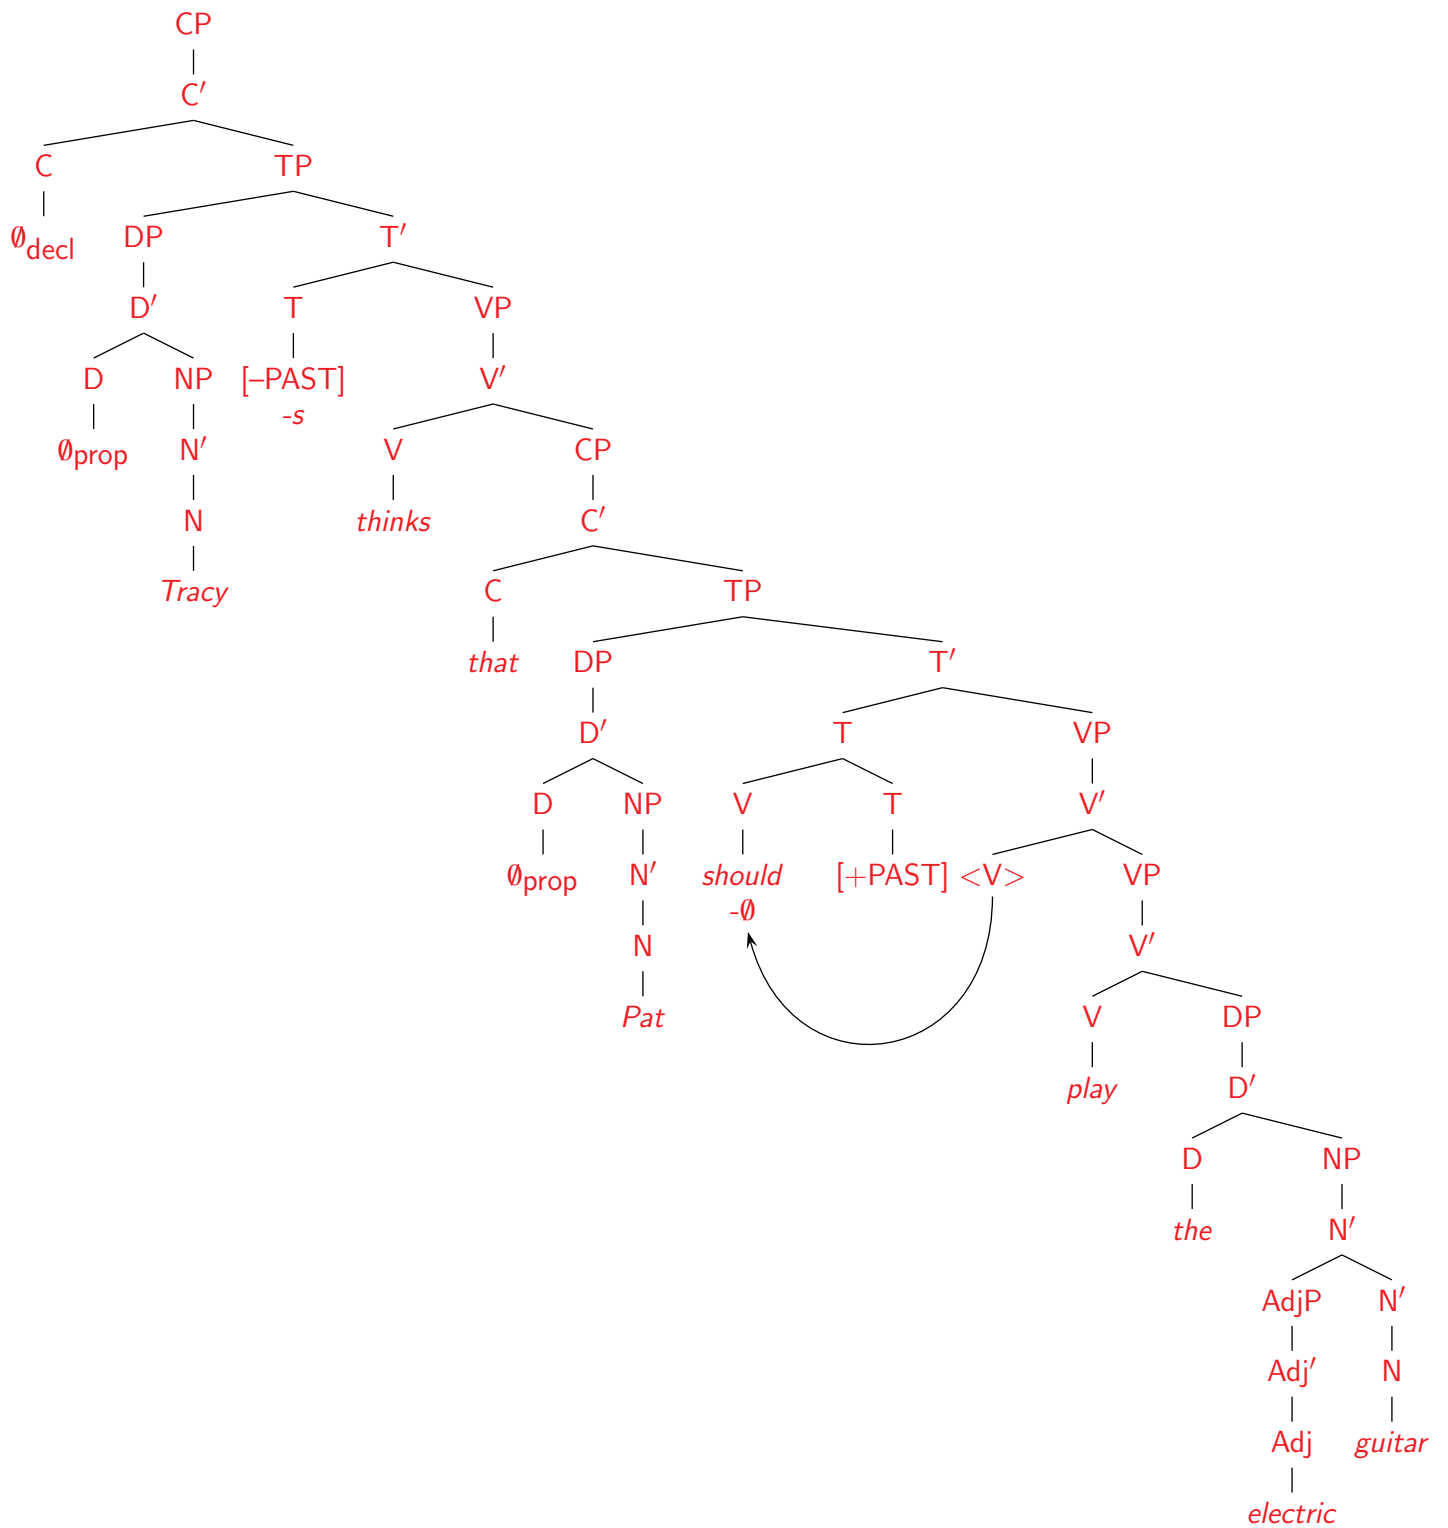 CP
C′
C TP
∅decl DP T′
D′ T VP
D NP [–PAST] V′
-s
∅prop N′ V CP
N thinks C′
Tracy C TP
that DP T′
D′ T VP
D NP V T V′
∅prop N′ should [+PAST] <V> VP
-∅
N V′
Pat V DP
play D′
D NP
the N′
AdjP N′
Adj′ N
Adj guitar
electric